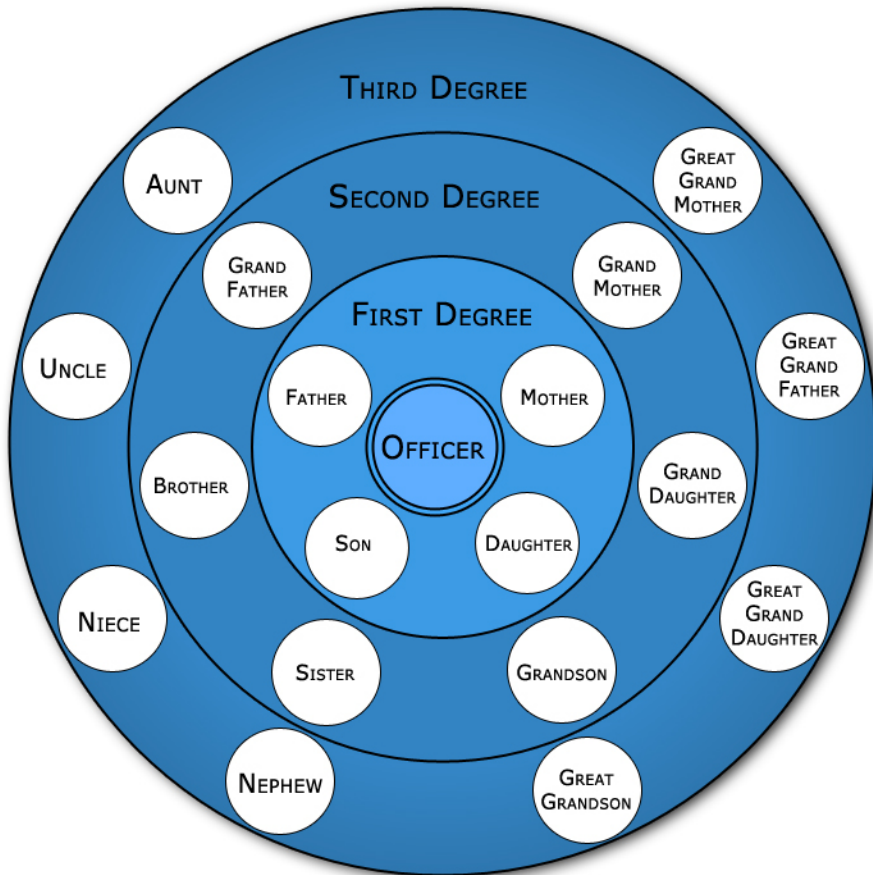 Third Degree
Aunt
Great
Grand
Mother
Second Degree
Grand
Father
Grand
Mother
First Degree
Uncle
Great
Grand
Father
Father
Mother
Officer
Brother
Grand
Daughter
Son
Daughter
Niece
Great
Grand
Daughter
Sister
Grandson
Nephew
Great
Grandson